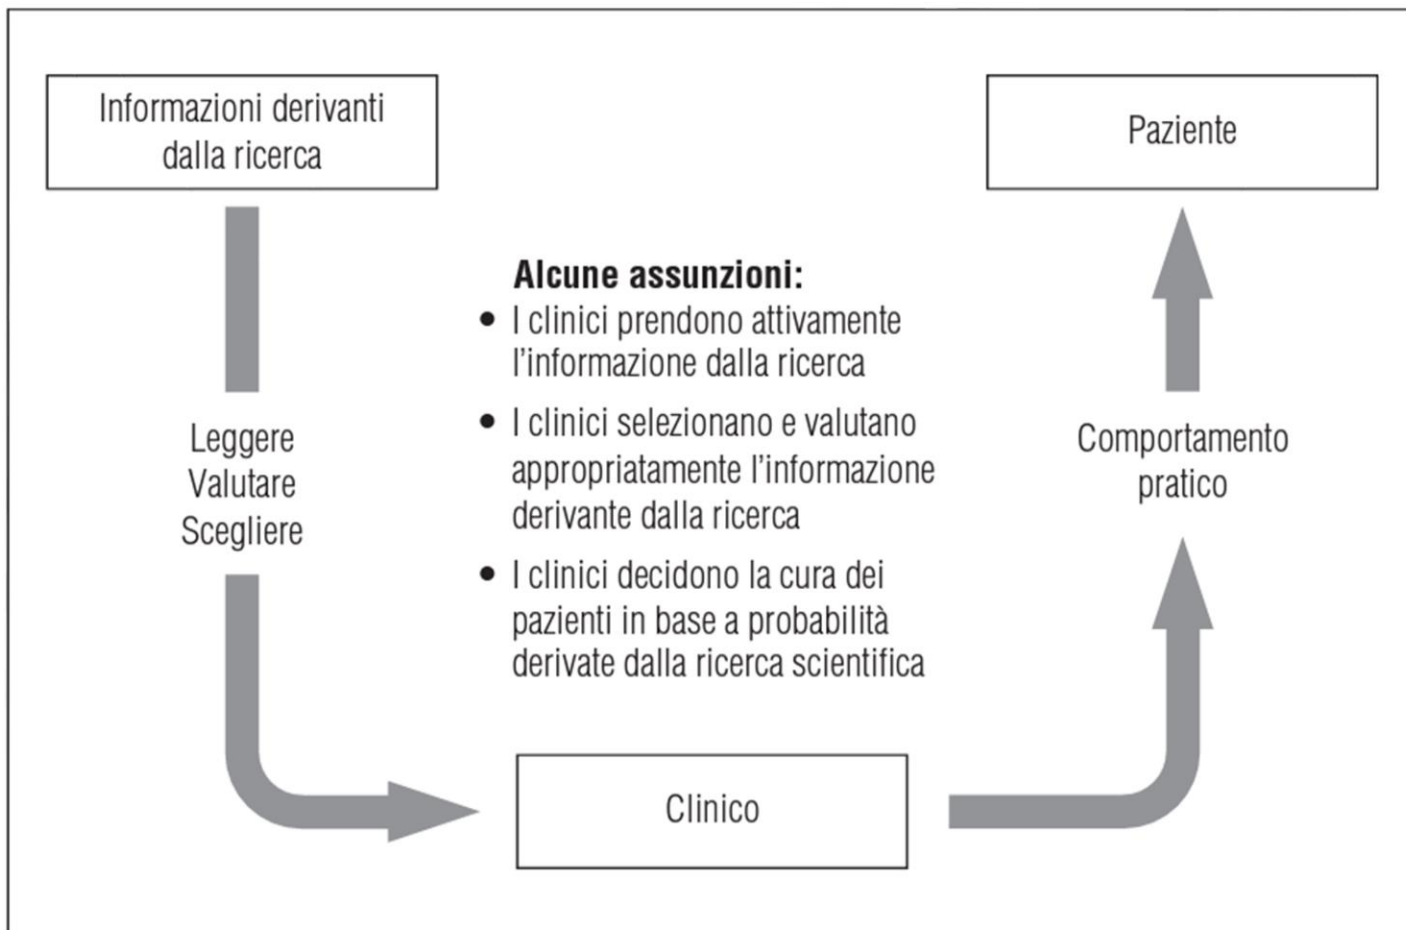 Informazioni derivanti
dalla ricerca
Paziente
Alcune assunzioni:
• I clinici prendono attivamente
l'informazione dalla ricerca
• I clinici selezionano e valutano
appropriatamente l'informazione
derivante dalla ricerca
• I clinici decidono la cura dei
pazienti in base a probabilità
derivate dalla ricerca scientifica
Leggere
Valutare
Scegliere
Comportamento
pratico
Clinico